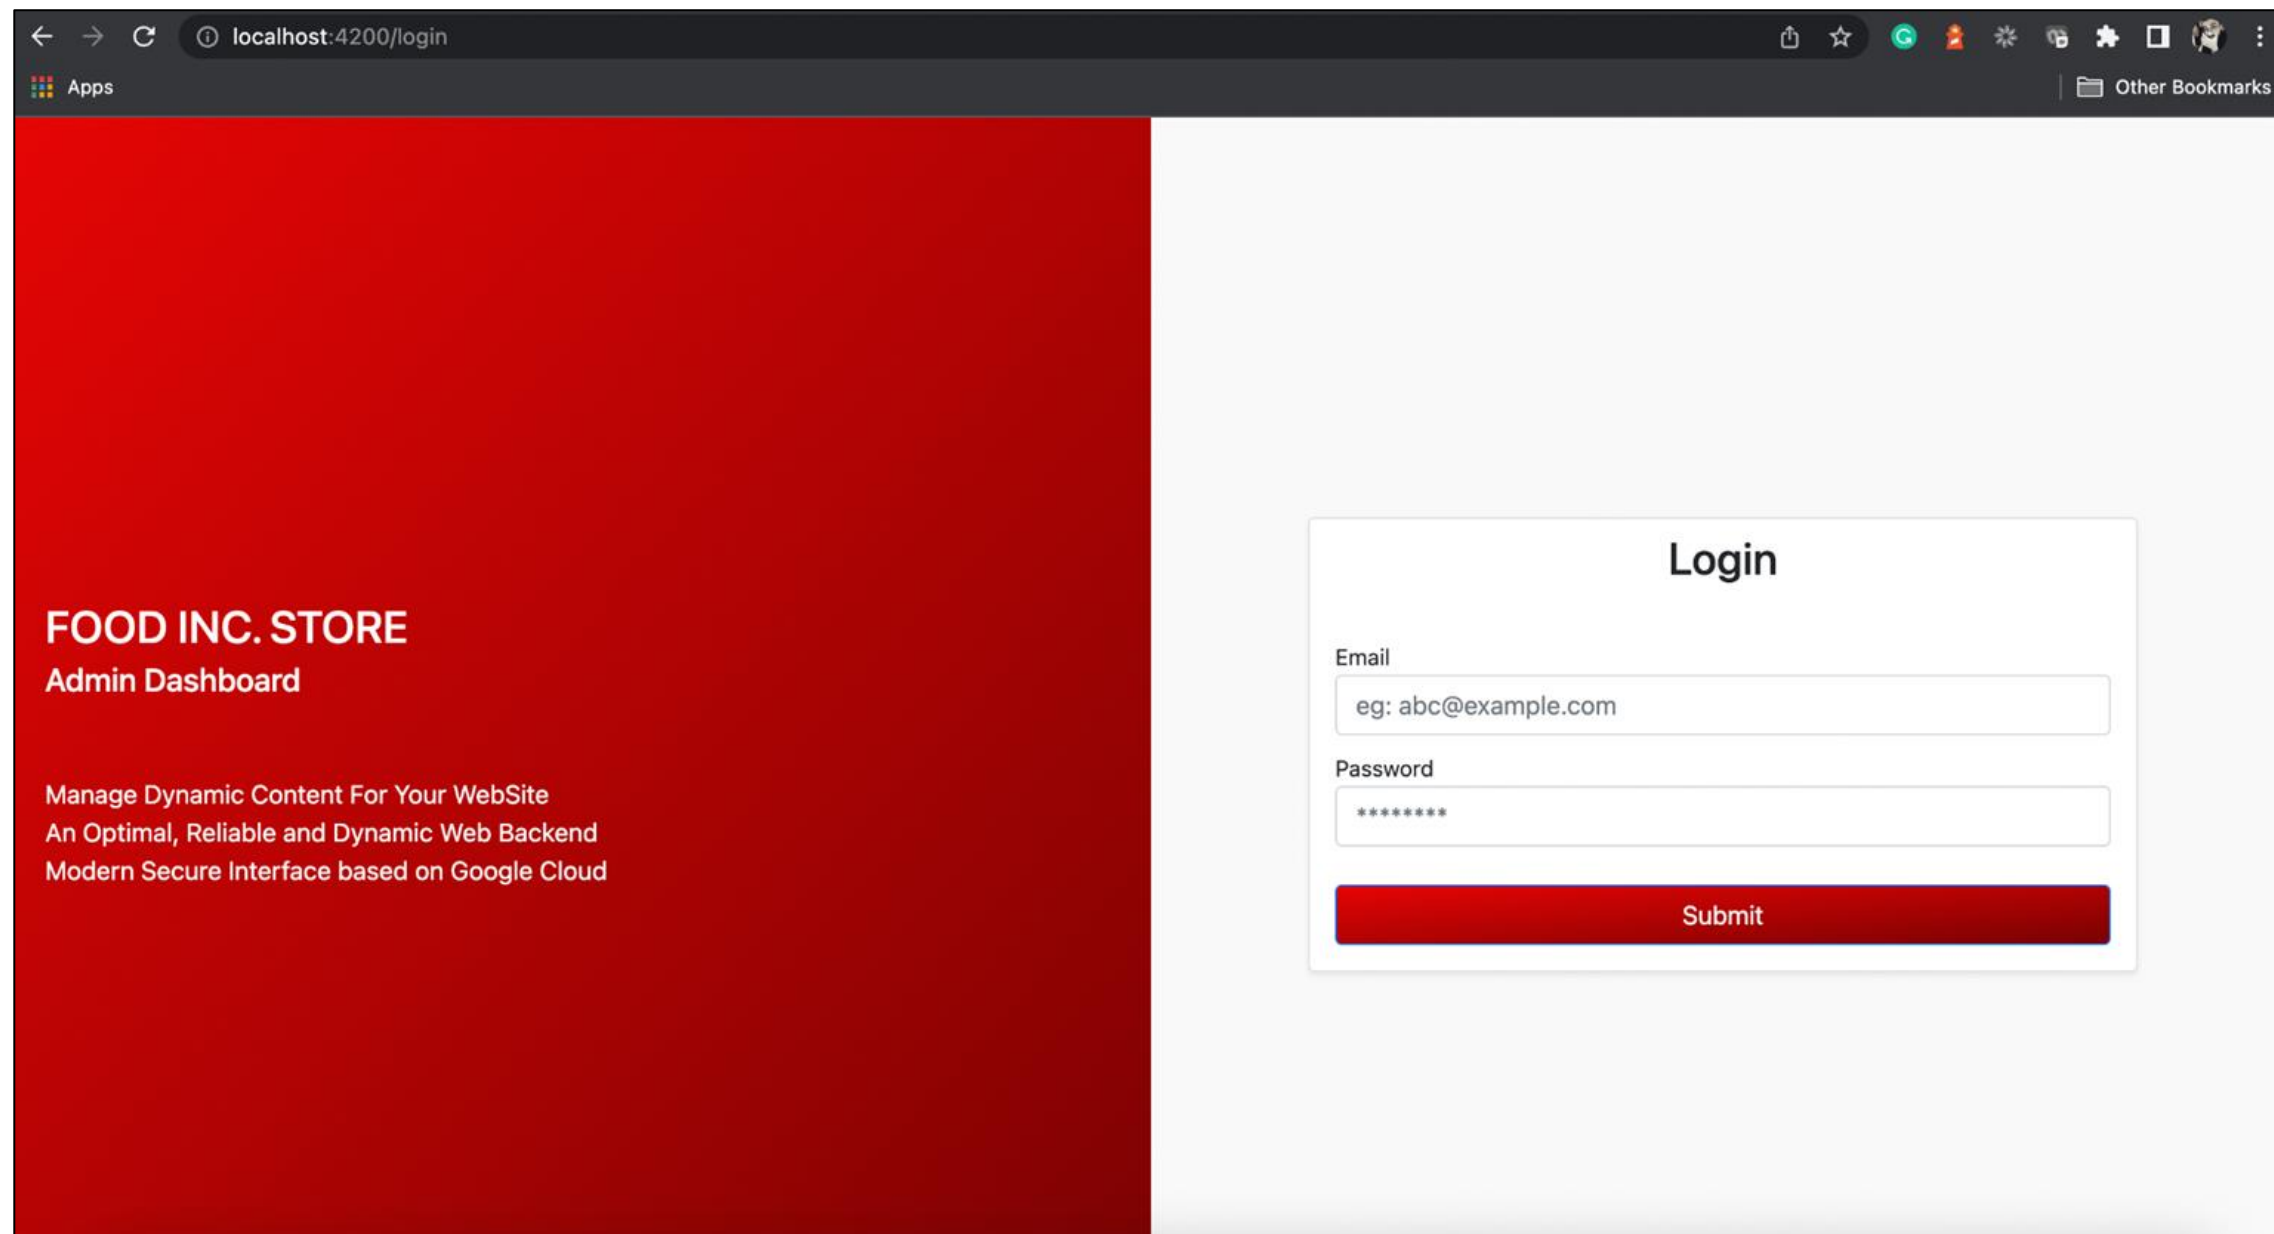 localhost:4200/login
Apps
Other Bookmarks
FOOD INC. STORE
Admin Dashboard
Manage Dynamic Content For Your WebSite
An Optimal, Reliable and Dynamic Web Backend
Modern Secure Interface based on Google Cloud
Login
Email
eg: abc@example.com
Password
********
Submit